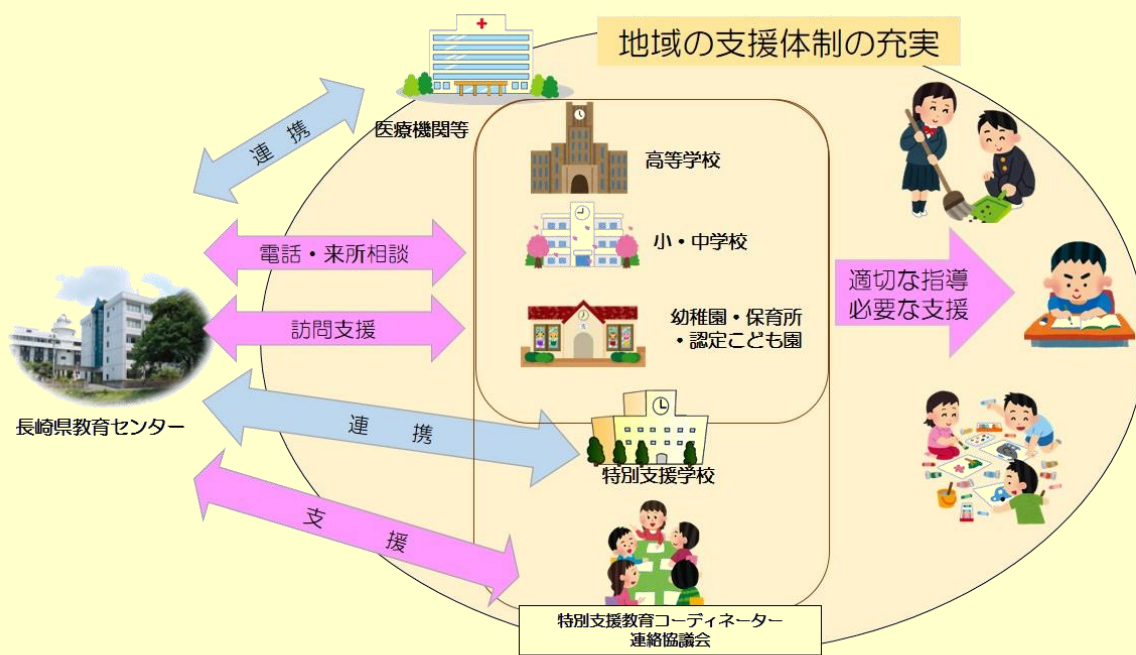 地域の支援体制の充実
医療機関等
連携
高等学校
電話・来所相談
小・中学校
訪問支援
幼稚園・保育所
・認定こども園
適切な指導
必要な支援
長崎県教育センター
連　携
特別支援学校
支　援
特別支援教育コーディネーター
連絡協議会